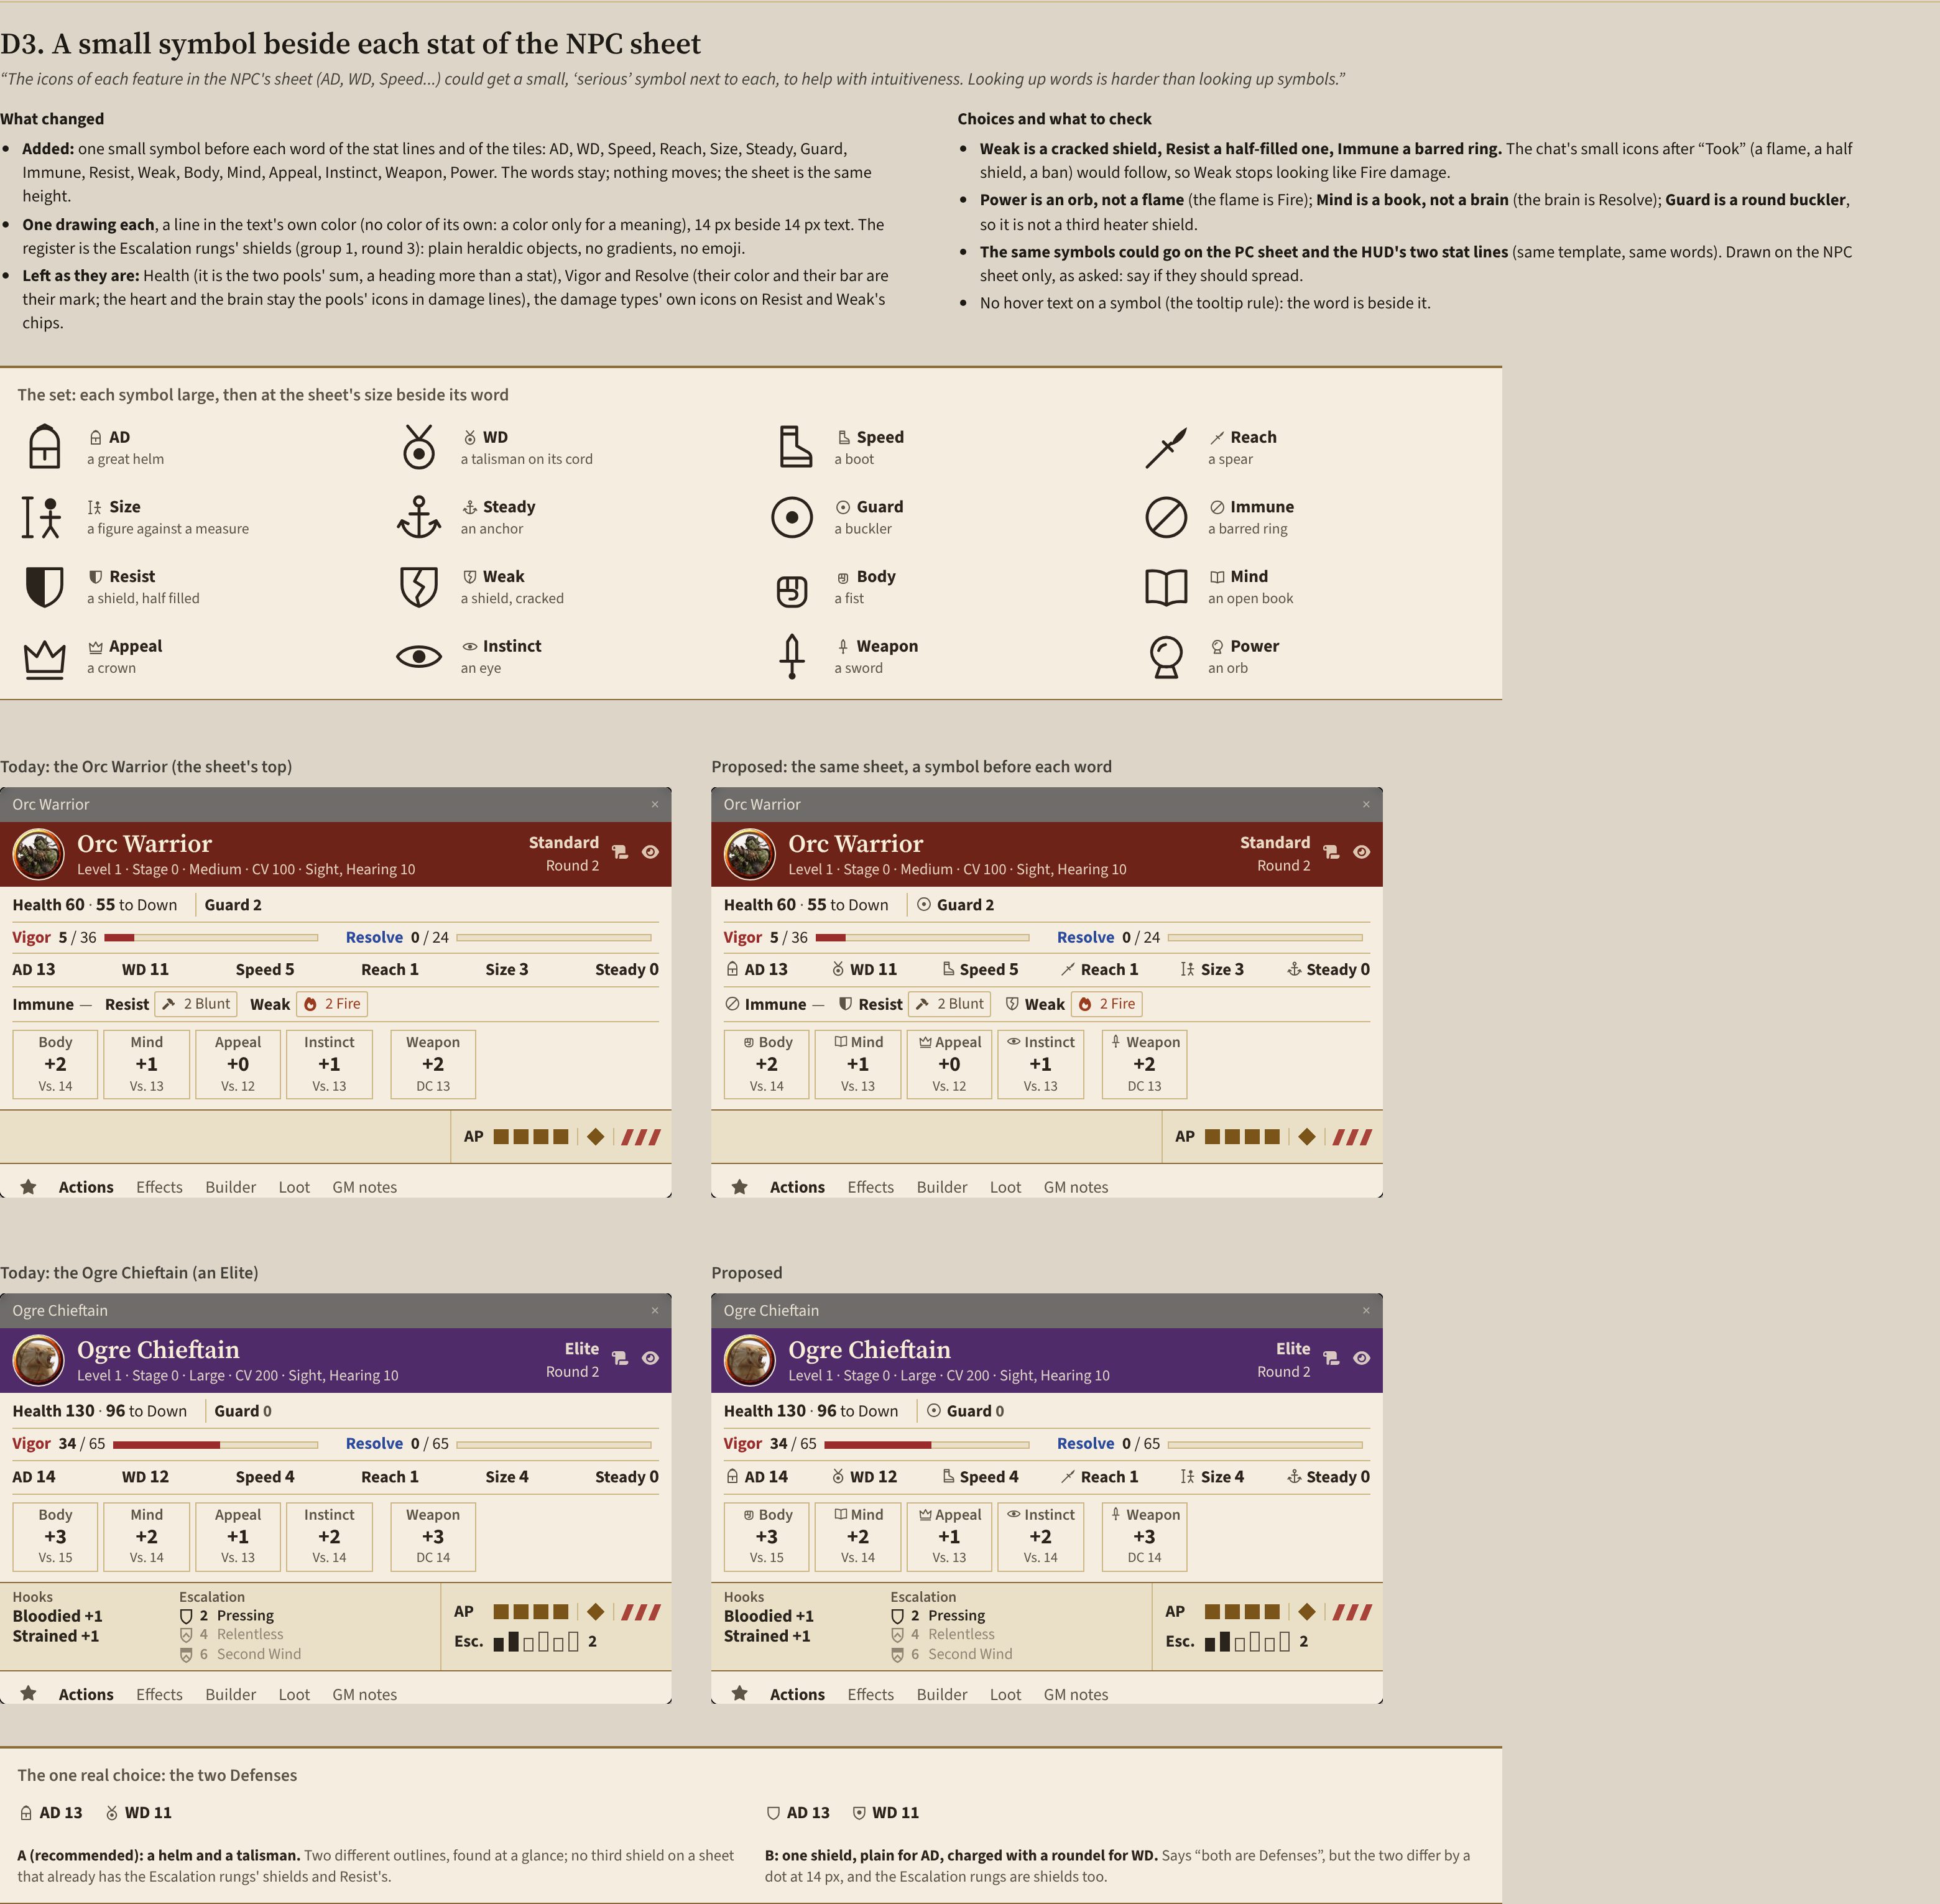 D3. A small symbol beside each stat of the NPC sheet
“The icons of each feature in the NPC's sheet (AD, WD, Speed...) could get a small, ‘serious’ symbol next to each, to help with intuitiveness. Looking up words is harder than looking up symbols.”
What changed
• Added: one small symbol before each word of the stat lines and of the tiles: AD, WD, Speed, Reach, Size, Steady, Guard,
Immune, Resist, Weak, Body, Mind, Appeal, Instinct, Weapon, Power. The words stay; nothing moves; the sheet is the same
height.
• One drawing each, a line in the text's own color (no color of its own: a color only for a meaning), 14 px beside 14 px text. The
register is the Escalation rungs' shields (group 1, round 3): plain heraldic objects, no gradients, no emoji.
• Left as they are: Health (it is the two pools' sum, a heading more than a stat), Vigor and Resolve (their color and their bar are
their mark; the heart and the brain stay the pools' icons in damage lines), the damage types' own icons on Resist and Weak's
chips.
Choices and what to check
• Weak is a cracked shield, Resist a half-filled one, Immune a barred ring. The chat's small icons after “Took” (a flame, a half
shield, a ban) would follow, so Weak stops looking like Fire damage.
• Power is an orb, not a flame (the flame is Fire); Mind is a book, not a brain (the brain is Resolve); Guard is a round buckler,
so it is not a third heater shield.
• The same symbols could go on the PC sheet and the HUD's two stat lines (same template, same words). Drawn on the NPC
sheet only, as asked: say if they should spread.
• No hover text on a symbol (the tooltip rule): the word is beside it.
The set: each symbol large, then at the sheet's size beside its word
AD
a great helm
WD
a talisman on its cord
Speed
a boot
Reach
a spear
Size
a figure against a measure
Steady
an anchor
Guard
a buckler
Immune
a barred ring
Resist
a shield, half filled
Weak
a shield, cracked
Body
a fist
Mind
an open book
Appeal
a crown
Instinct
an eye
Weapon
a sword
Power
an orb
Today: the Orc Warrior (the sheet's top)
Orc Warrior ×
Orc Warrior
Level 1 · Stage 0 · Medium · CV 100 · Sight, Hearing 10
Standard
Round 2
Health 60 · 55 to Down Guard 2
Vigor 5 / 36 Resolve 0 / 24
AD 13 WD 11 Speed 5 Reach 1 Size 3 Steady 0
Immune — Resist 2 Blunt Weak 2 Fire
Body Mind Appeal Instinct Weapon
+2 +1 +0 +1 +2
Vs. 14 Vs. 13 Vs. 12 Vs. 13 DC 13
AP
Actions Effects Builder Loot GM notes
Proposed: the same sheet, a symbol before each word
Orc Warrior ×
Orc Warrior
Level 1 · Stage 0 · Medium · CV 100 · Sight, Hearing 10
Standard
Round 2
Health 60 · 55 to Down Guard 2
Vigor 5 / 36 Resolve 0 / 24
AD 13 WD 11 Speed 5 Reach 1 Size 3 Steady 0
Immune — Resist 2 Blunt Weak 2 Fire
Body Mind Appeal Instinct Weapon
+2 +1 +0 +1 +2
Vs. 14 Vs. 13 Vs. 12 Vs. 13 DC 13
AP
Actions Effects Builder Loot GM notes
Today: the Ogre Chieftain (an Elite)
Ogre Chieftain ×
Ogre Chieftain
Level 1 · Stage 0 · Large · CV 200 · Sight, Hearing 10
Elite
Round 2
Health 130 · 96 to Down Guard 0
Vigor 34 / 65 Resolve 0 / 65
AD 14 WD 12 Speed 4 Reach 1 Size 4 Steady 0
Body Mind Appeal Instinct Weapon
+3 +2 +1 +2 +3
Vs. 15 Vs. 14 Vs. 13 Vs. 14 DC 14
Hooks
Bloodied +1
Strained +1
Escalation
2 Pressing
4 Relentless
6 Second Wind
AP
Esc. 2
Actions Effects Builder Loot GM notes
Proposed
Ogre Chieftain ×
Ogre Chieftain
Level 1 · Stage 0 · Large · CV 200 · Sight, Hearing 10
Elite
Round 2
Health 130 · 96 to Down Guard 0
Vigor 34 / 65 Resolve 0 / 65
AD 14 WD 12 Speed 4 Reach 1 Size 4 Steady 0
Body Mind Appeal Instinct Weapon
+3 +2 +1 +2 +3
Vs. 15 Vs. 14 Vs. 13 Vs. 14 DC 14
Hooks
Bloodied +1
Strained +1
Escalation
2 Pressing
4 Relentless
6 Second Wind
AP
Esc. 2
Actions Effects Builder Loot GM notes
The one real choice: the two Defenses
AD 13 WD 11
A (recommended): a helm and a talisman. Two different outlines, found at a glance; no third shield on a sheet
that already has the Escalation rungs' shields and Resist's.
AD 13 WD 11
B: one shield, plain for AD, charged with a roundel for WD. Says “both are Defenses”, but the two differ by a
dot at 14 px, and the Escalation rungs are shields too.